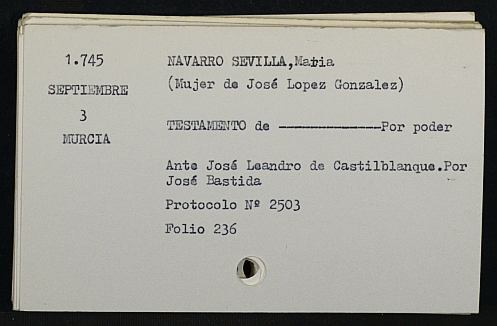 1.745
SEPTIEMBRE
3
MURCIA
NAVARRO SEVILLA,Maria
(Mujer de José Lopez Gonzalez)
TESTAMENTO de ---------------Por poder
Ante José Leandro de Castilblanque.Por
José Bastida
Protocolo Nº 2503
Folio 236